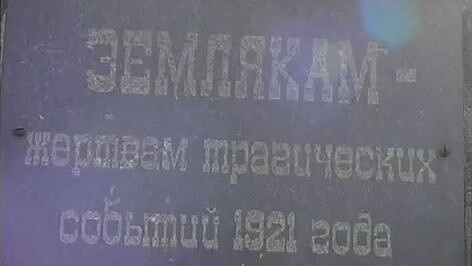 ЗЕМЛЯКАМ -
жертвам трагических
событий 1921 года